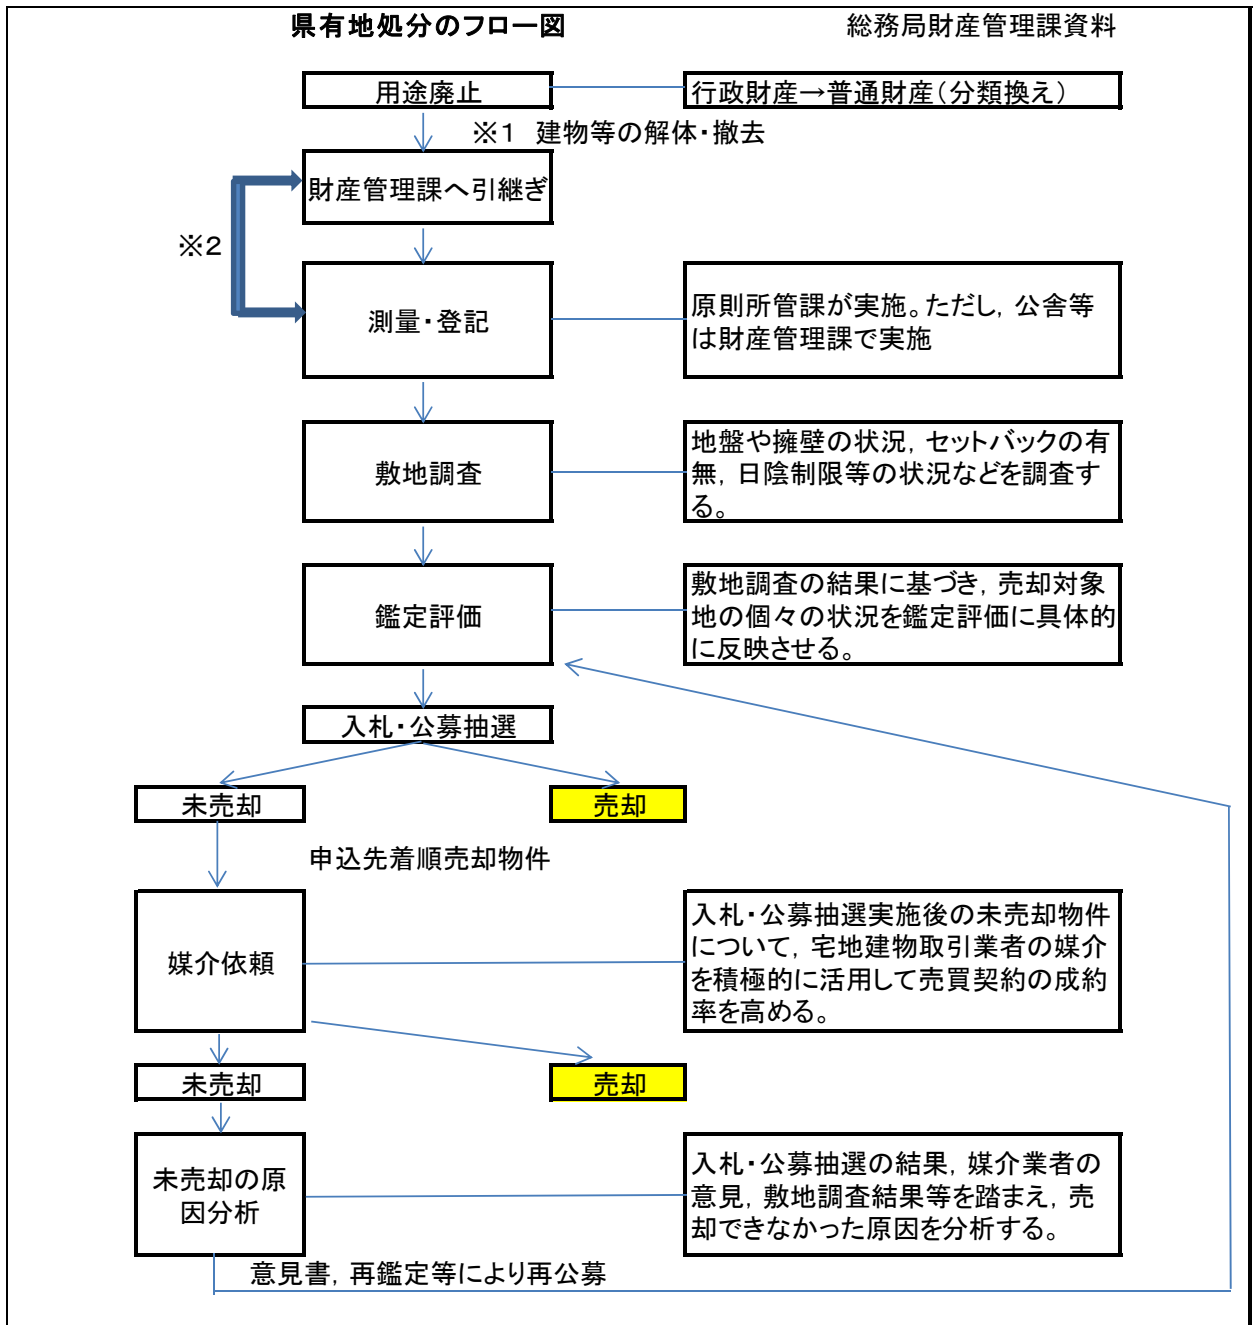 県有地処分のフロー図
総務局財産管理課資料
用途廃止
行政財産→普通財産(分類換え)
※1 建物等の解体・撤去
財産管理課へ引継ぎ
※2
測量・登記
原則所管課が実施。ただし,公舎等
は財産管理課で実施
敷地調査
地盤や擁壁の状況,セットバックの有
無,日陰制限等の状況などを調査す
る。
鑑定評価
敷地調査の結果に基づき,売却対象
地の個々の状況を鑑定評価に具体的
に反映させる。
入札・公募抽選
未売却
売却
申込先着順売却物件
媒介依頼
入札・公募抽選実施後の未売却物件
について,宅地建物取引業者の媒介
を積極的に活用して売買契約の成約
率を高める。
未売却
売却
未売却の原
因分析
入札・公募抽選の結果,媒介業者の
意見,敷地調査結果等を踏まえ,売
却できなかった原因を分析する。
意見書,再鑑定等により再公募